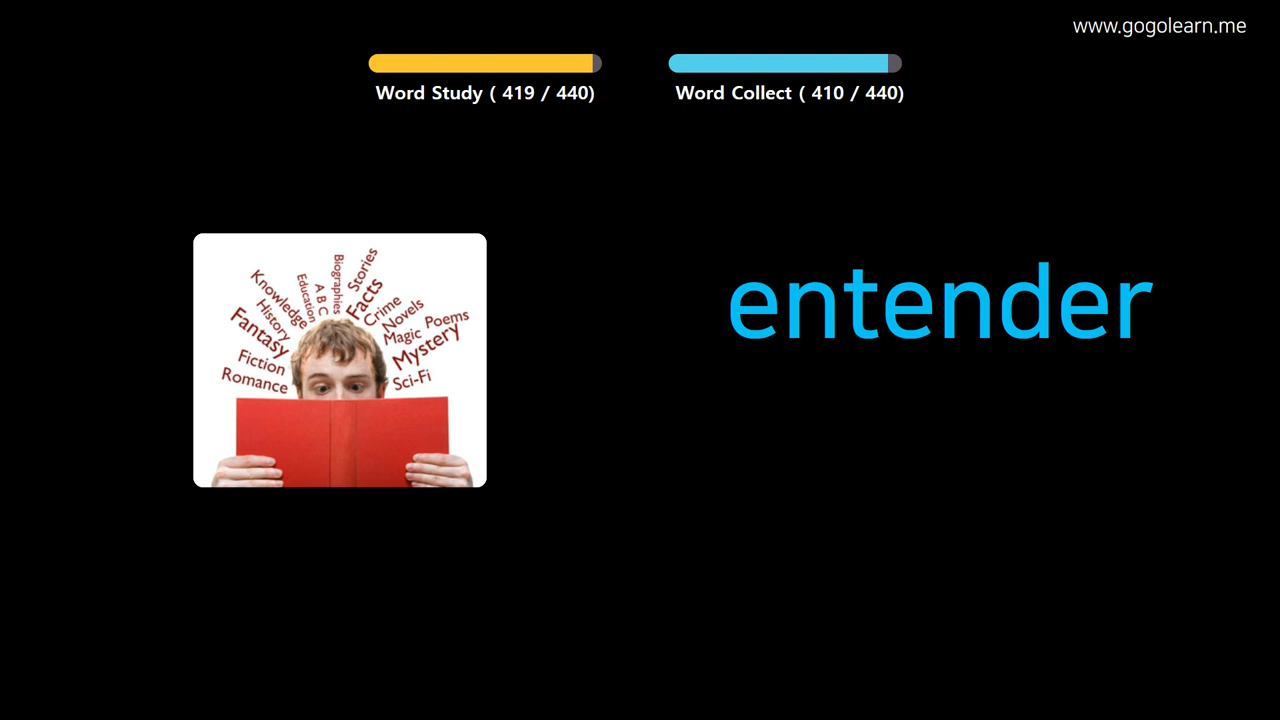 www.gogolearn.me
Word Study ( 419 / 440)
Word Collect ( 410 / 440)
entender
Stories
Biographies
Facts
A B C
Education
Knowledge
Crime
History
Novels
Fantasy
Poems
Magic
Mystery
Fiction
Romance
Sci-Fi